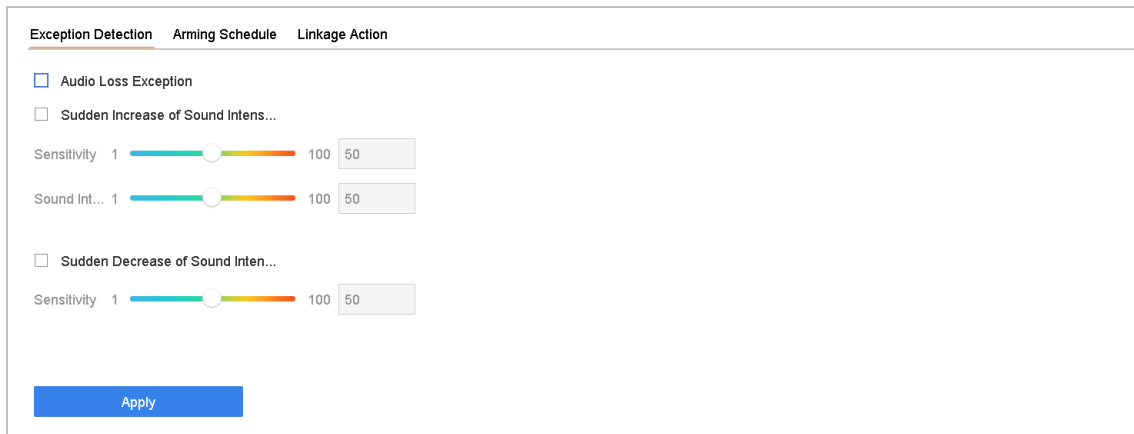 Exception Detection Arming Schedule Linkage Action
Audio Loss Exception
Sudden Increase of Sound Intens...
Sensitivity 1 100 50
Sound Int... 1 100 50
Sudden Decrease of Sound Inten...
Sensitivity 1 100 50
Apply